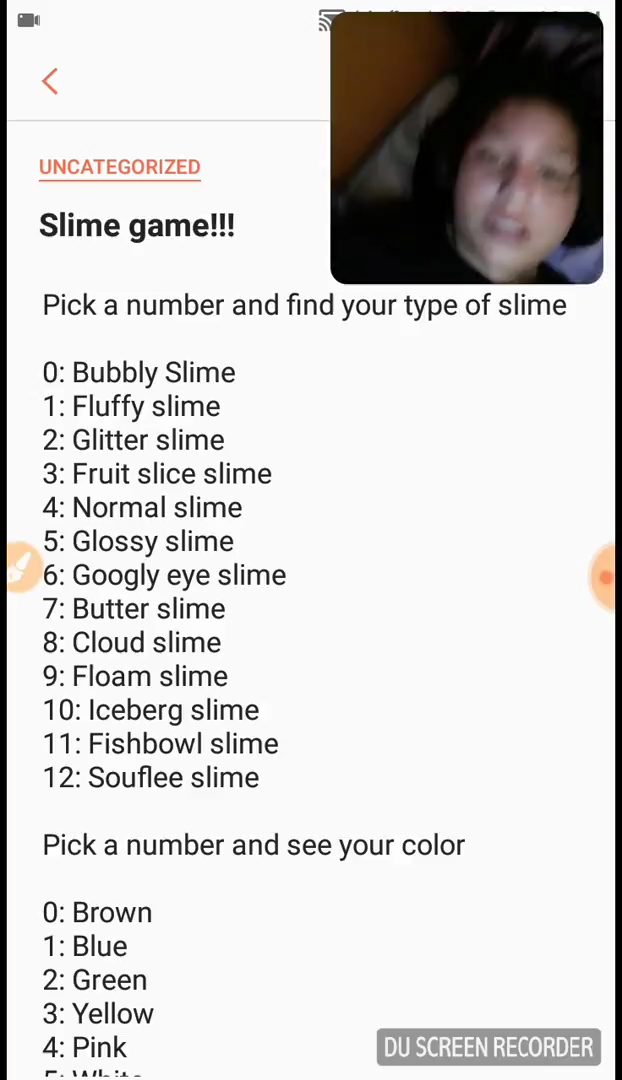 UNCATEGORIZED
Slime game!!!
Pick a number and find your type of slime
0: Bubbly Slime
1: Fluffy slime
2: Glitter slime
3: Fruit slice slime
4: Normal slime
5: Glossy slime
6: Googly eye slime
7: Butter slime
8: Cloud slime
9: Floam slime
10: Iceberg slime
11: Fishbowl slime
12: Souflee slime
Pick a number and see your color
0: Brown
1: Blue
2: Green
3: Yellow
4: Pink
DU SCREEN RECORDER